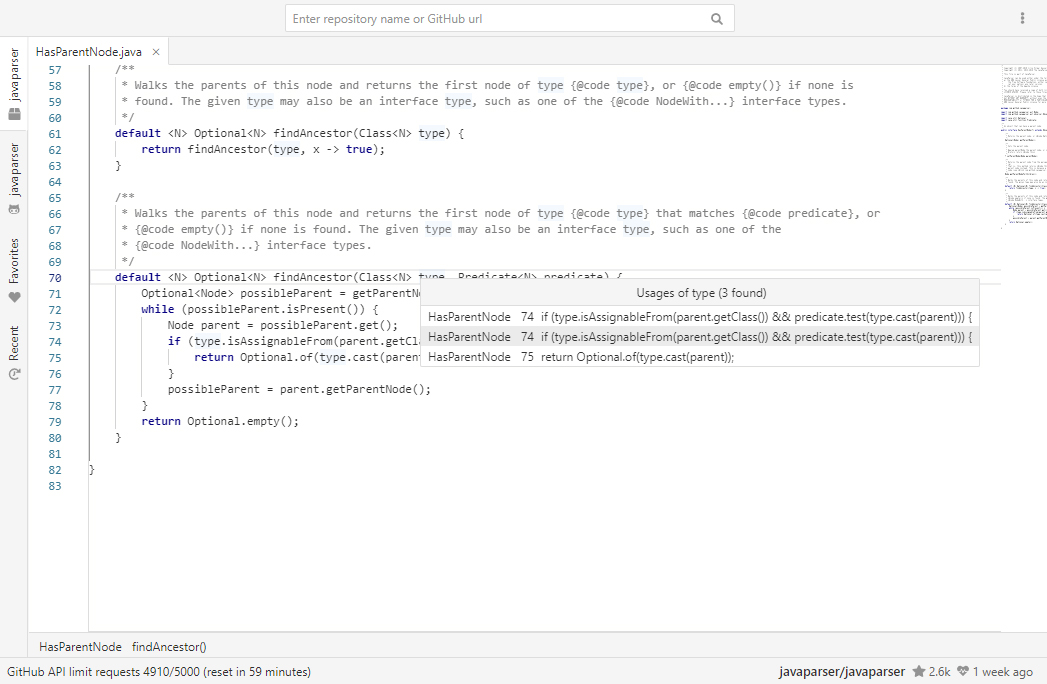 Enter repository name or GitHub url
HasParentNode.java ×
javaparser
javaparser
Favorites
Recent
57 /**
58 * Walks the parents of this node and returns the first node of type {@code type}, or {@code empty()} if none is
59 * found. The given type may also be an interface type, such as one of the {@code NodeWith...} interface types.
60 */
61 default <N> Optional<N> findAncestor(Class<N> type) {
62 return findAncestor(type, x -> true);
63 }
64
65 /**
66 * Walks the parents of this node and returns the first node of type {@code type} that matches {@code predicate}, or
67 * {@code empty()} if none is found. The given type may also be an interface type, such as one of the
68 * {@code NodeWith...} interface types.
69 */
70 default <N> Optional<N> findAncestor(Class<N> type, Predicate<N> predicate) {
71 Optional<Node> possibleParent = getParentN
72 while (possibleParent.isPresent()) {
73 Node parent = possibleParent.get();
74 if (type.isAssignableFrom(parent.getCl
75 return Optional.of(type.cast(paren
76 }
77 possibleParent = parent.getParentNode();
78 }
79 return Optional.empty();
80 }
81
82 }
83
Usages of type (3 found)
HasParentNode 74 if (type.isAssignableFrom(parent.getClass()) && predicate.test(type.cast(parent))) {
HasParentNode 74 if (type.isAssignableFrom(parent.getClass()) && predicate.test(type.cast(parent))) {
HasParentNode 75 return Optional.of(type.cast(parent));
HasParentNode findAncestor()
GitHub API limit requests 4910/5000 (reset in 59 minutes)
javaparser/javaparser 2.6k 1 week ago